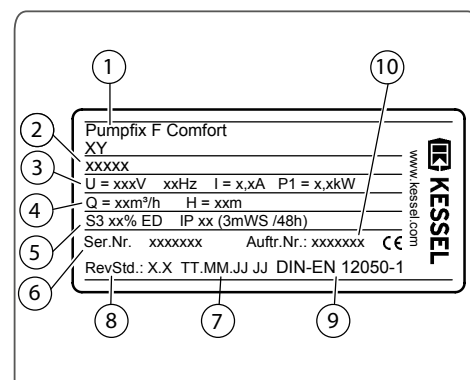 1
10
2
3
4
5
6
8
7
9
Pumpfix F Comfort
XY
xxxxx
U = xxxV xxHz I = x,xA P1 = x,xkW
Q = xxm³/h H = xxm
S3 xx% ED IP xx (3mWS /48h)
Ser.Nr. xxxxxxx Auftr.Nr.: xxxxxxx CE
RevStd.: X.X TT.MM.JJ JJ DIN-EN 12050-1
www.kessel.com
KESSEL